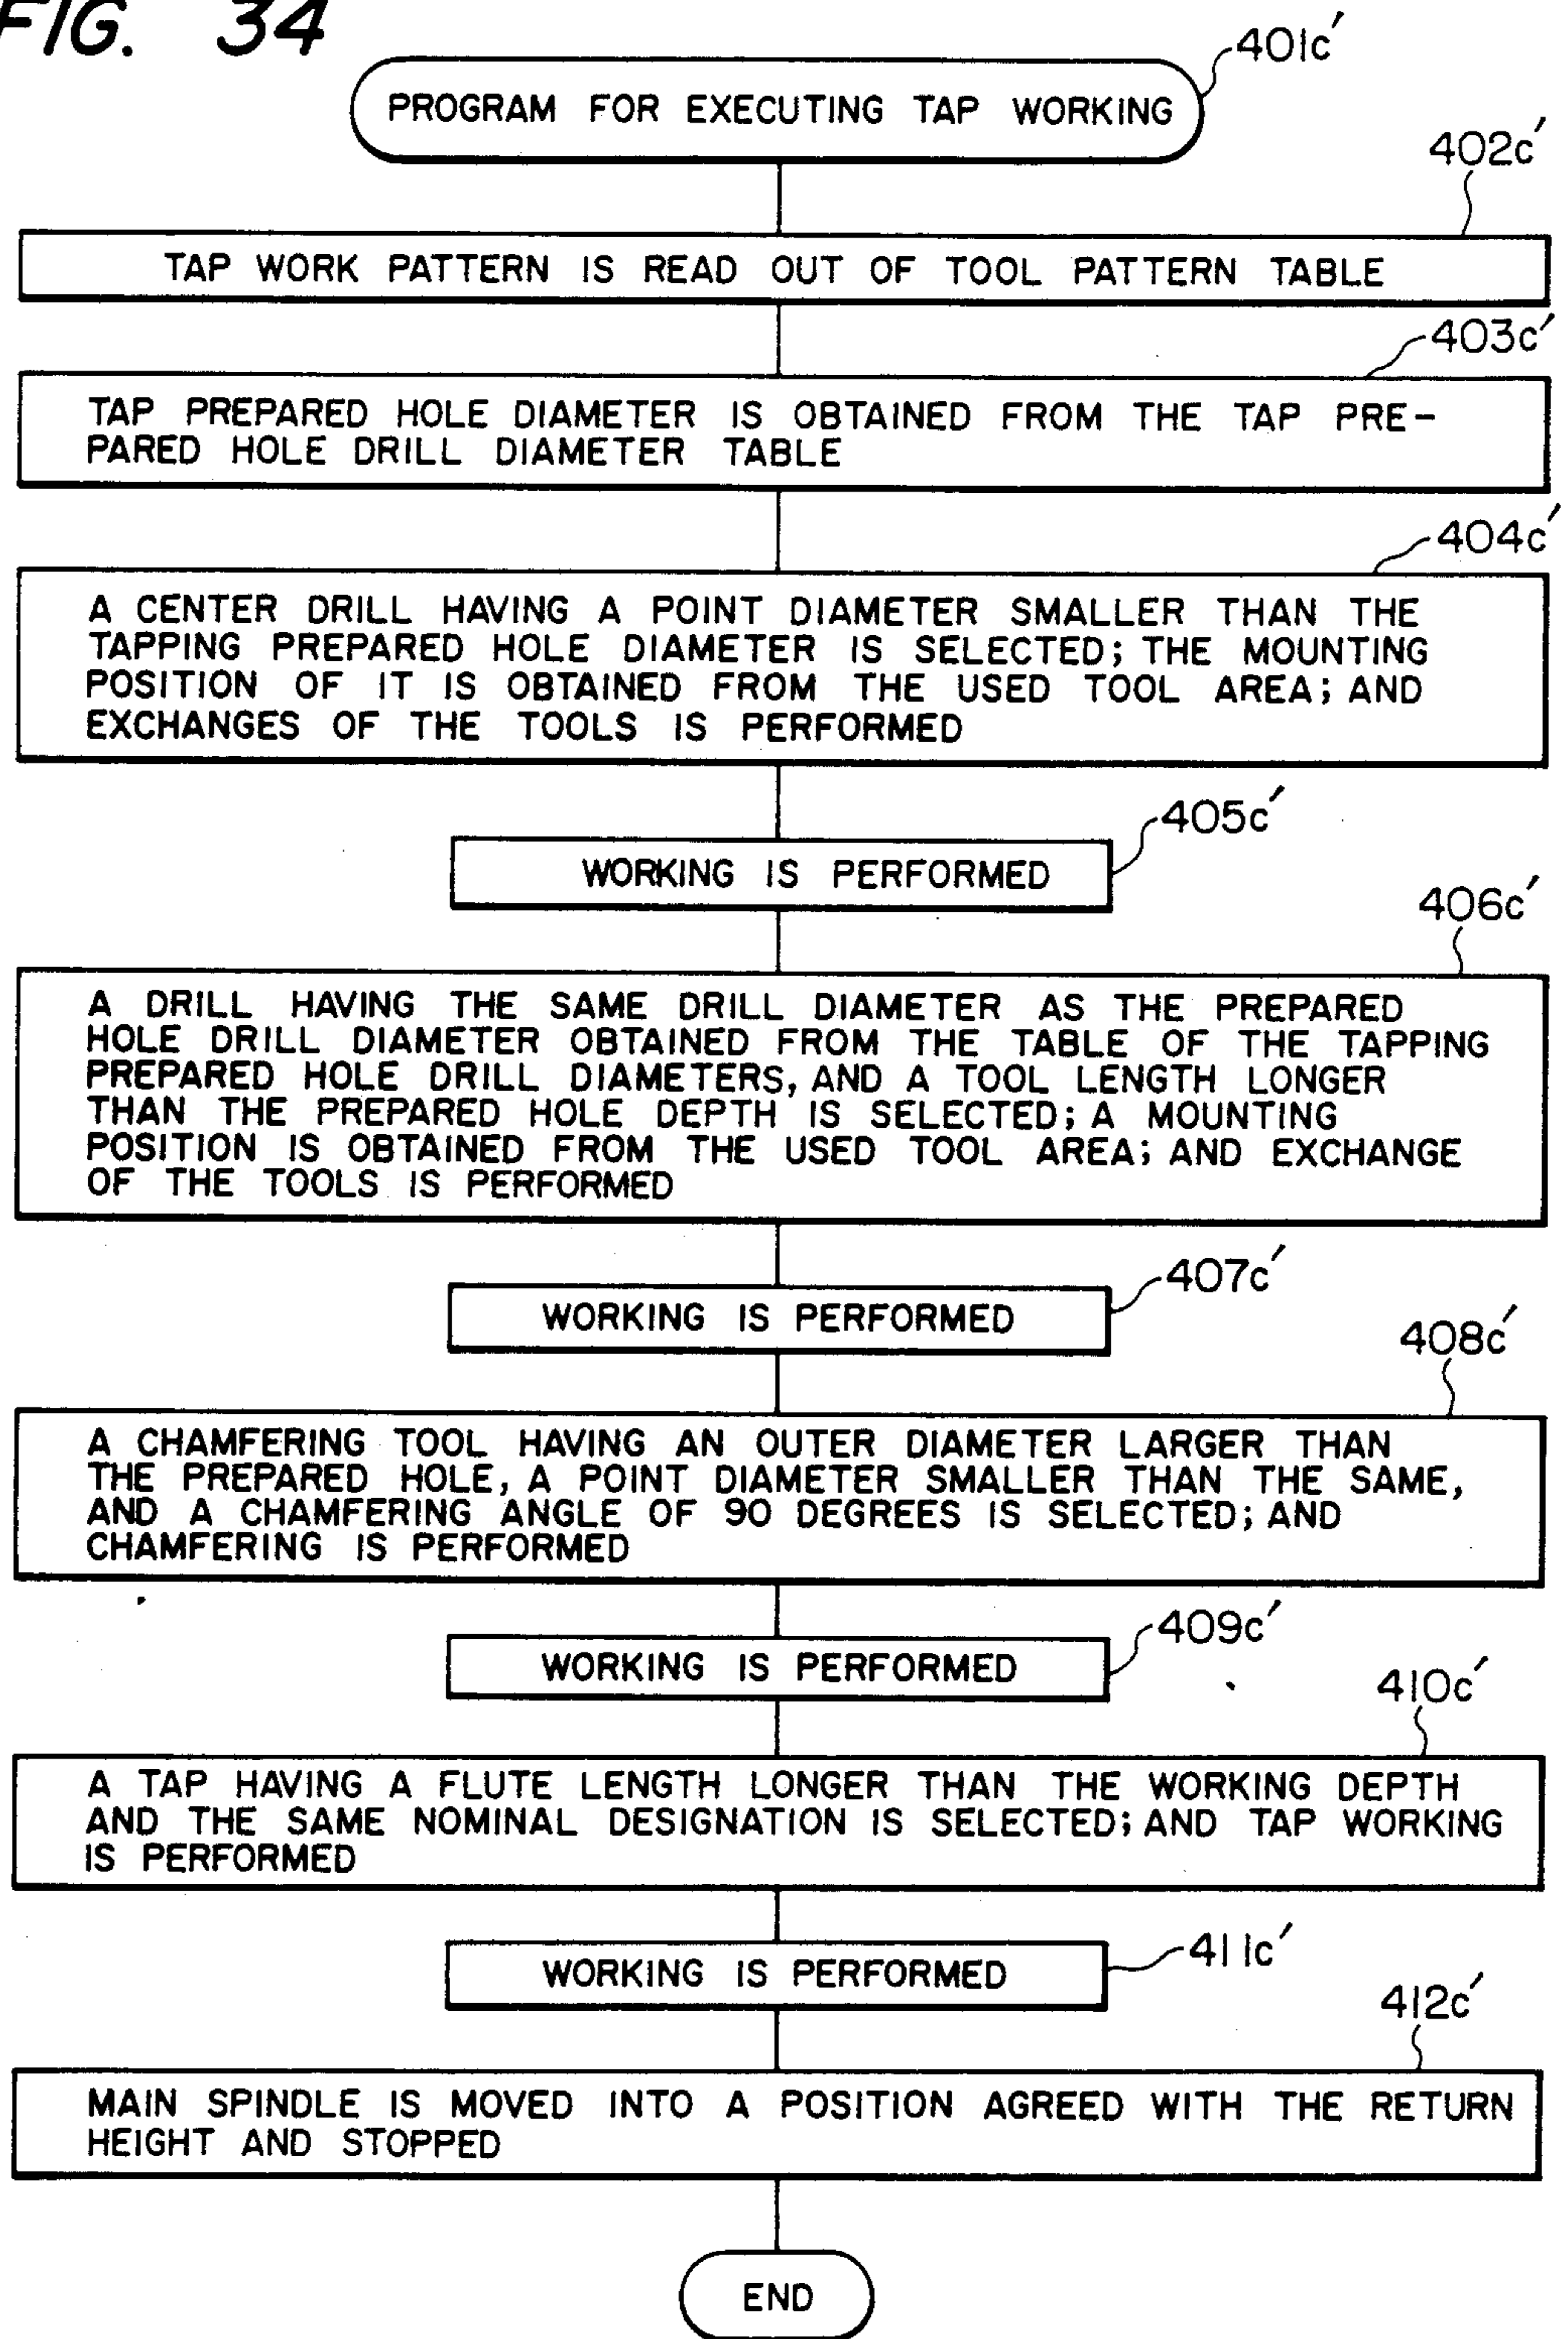 FIG. 34
401c'
PROGRAM FOR EXECUTING TAP WORKING
402c'
TAP WORK PATTERN IS READ OUT OF TOOL PATTERN TABLE
403c'
TAP PREPARED HOLE DIAMETER IS OBTAINED FROM THE TAP PRE-
PARED HOLE DRILL DIAMETER TABLE
404c'
A CENTER DRILL HAVING A POINT DIAMETER SMALLER THAN THE
TAPPING PREPARED HOLE DIAMETER IS SELECTED; THE MOUNTING
POSITION OF IT IS OBTAINED FROM THE USED TOOL AREA; AND
EXCHANGES OF THE TOOLS IS PERFORMED
405c'
WORKING IS PERFORMED
406c'
A DRILL HAVING THE SAME DRILL DIAMETER AS THE PREPARED
HOLE DRILL DIAMETER OBTAINED FROM THE TABLE OF THE TAPPING
PREPARED HOLE DRILL DIAMETERS, AND A TOOL LENGTH LONGER
THAN THE PREPARED HOLE DEPTH IS SELECTED; A MOUNTING
POSITION IS OBTAINED FROM THE USED TOOL AREA; AND EXCHANGE
OF THE TOOLS IS PERFORMED
407c'
WORKING IS PERFORMED
408c'
A CHAMFERING TOOL HAVING AN OUTER DIAMETER LARGER THAN
THE PREPARED HOLE, A POINT DIAMETER SMALLER THAN THE SAME,
AND A CHAMFERING ANGLE OF 90 DEGREES IS SELECTED; AND
CHAMFERING IS PERFORMED
409c'
WORKING IS PERFORMED
410c'
A TAP HAVING A FLUTE LENGTH LONGER THAN THE WORKING DEPTH
AND THE SAME NOMINAL DESIGNATION IS SELECTED; AND TAP WORKING
IS PERFORMED
411c'
WORKING IS PERFORMED
412c'
MAIN SPINDLE IS MOVED INTO A POSITION AGREED WITH THE RETURN
HEIGHT AND STOPPED
END